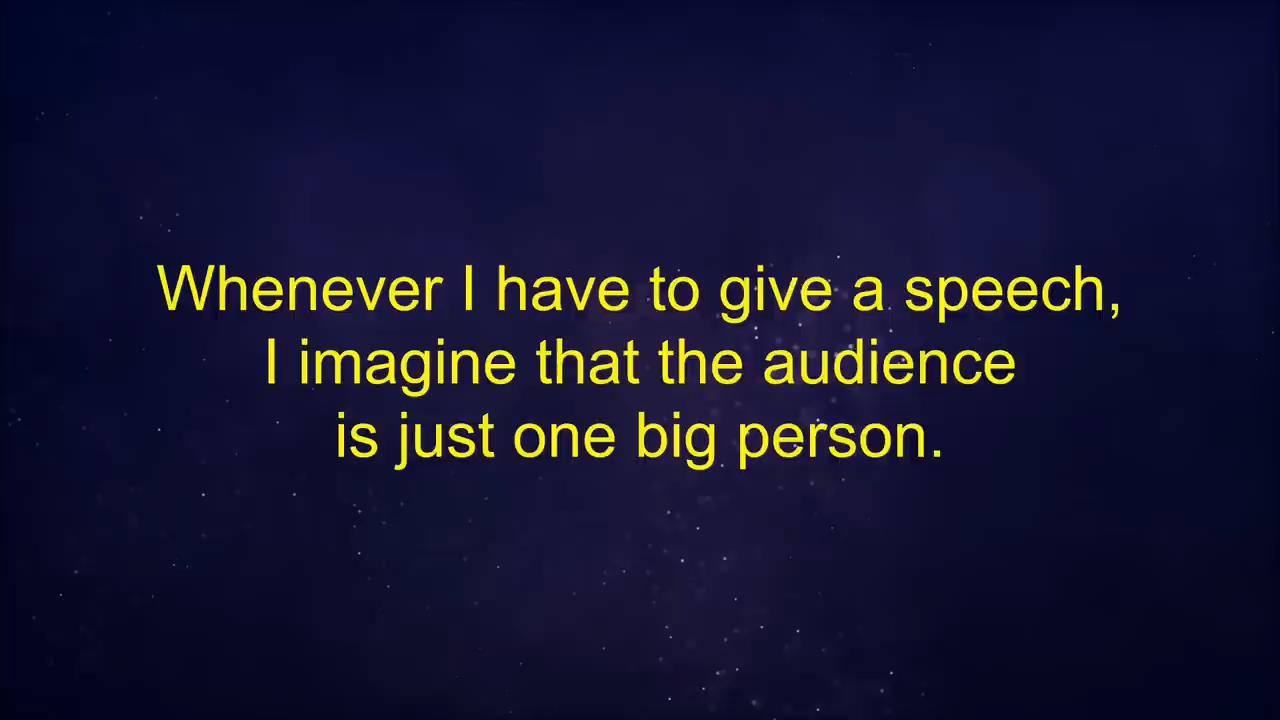 Whenever I have to give a speech,
I imagine that the audience
is just one big person.